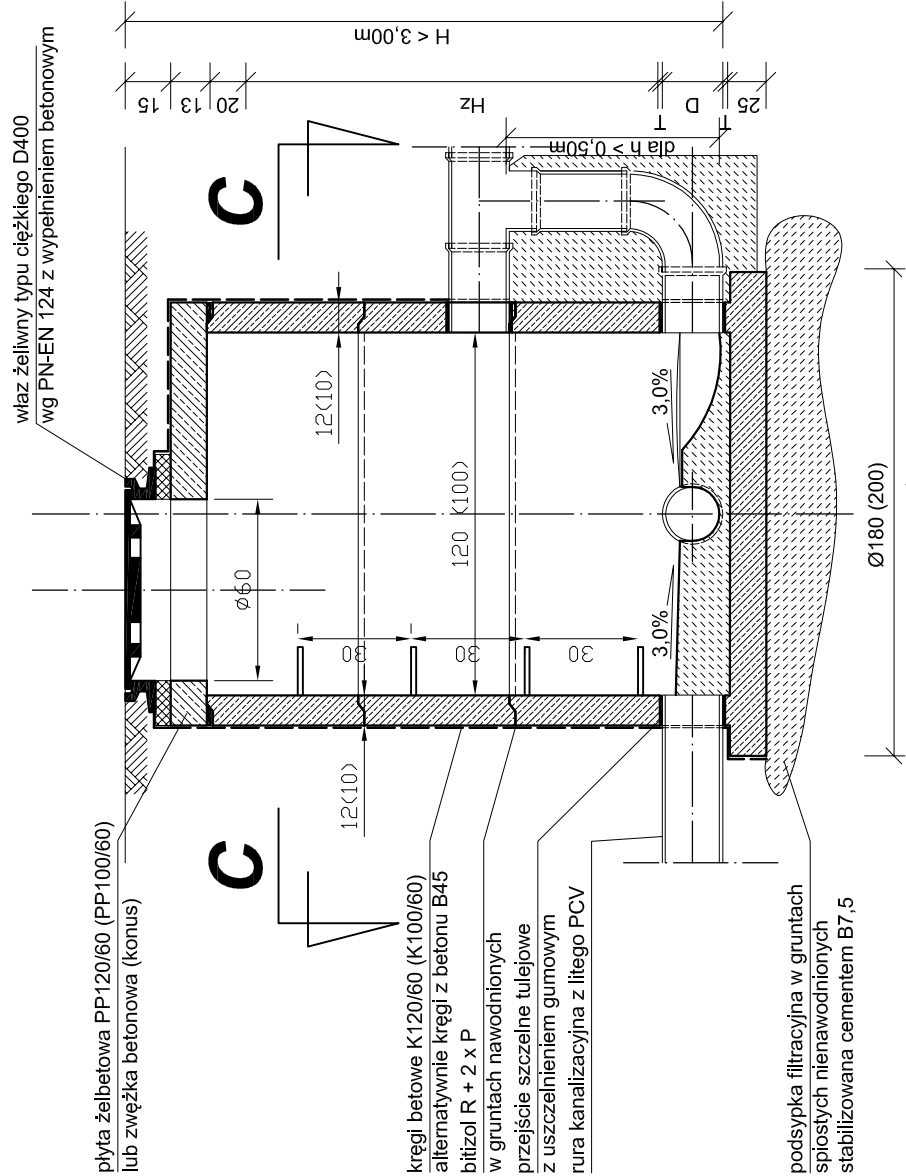 właz żeliwny typu ciężkiego D400
wg PN-EN 124 z wypełnieniem betonowym
H < 3,00m
15
13
20
Hz
T
D
T
25
dla h > 0,50m
C
C
płyta żelbetowa PP120/60 (PP100/60)
lub zwężka betonowa (konus)
Ø60
12(10)
120 (100)
12(10)
30
30
30
3,0%
3,0%
Ø180 (200)
kręgi betowe K120/60 (K100/60)
alternatywnie kręgi z betonu B45
bitizol R + 2 x P
w gruntach nawodnionych
przejście szczelne tulejowe
z uszczelnieniem gumowym
rura kanalizacyjna z litego PCV
podsypka filtracyjna w gruntach
spiostych nienawodnionych
stabilizowana cementem B7,5